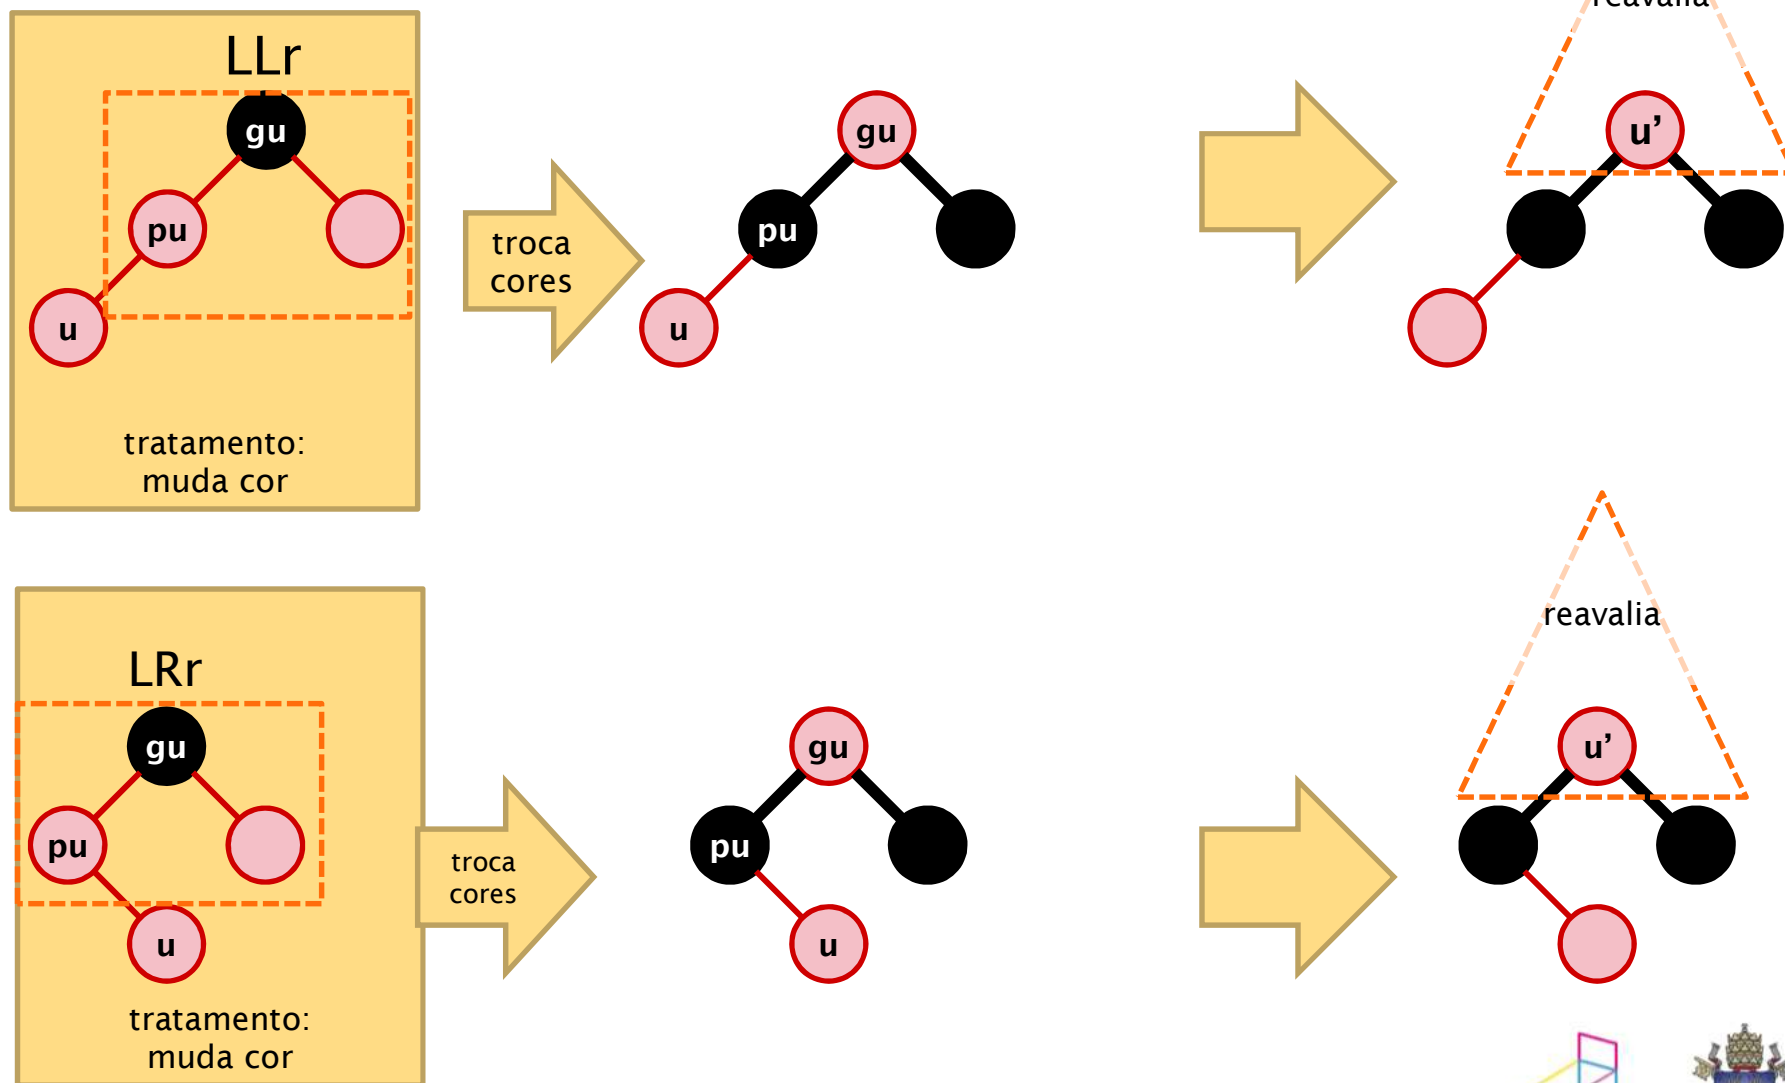 LLr
gu
pu
u
tratamento:
muda cor
troca
cores
gu
pu
u
reavalia
u’
LRr
gu
pu
u
tratamento:
muda cor
troca
cores
gu
pu
u
reavalia
u’